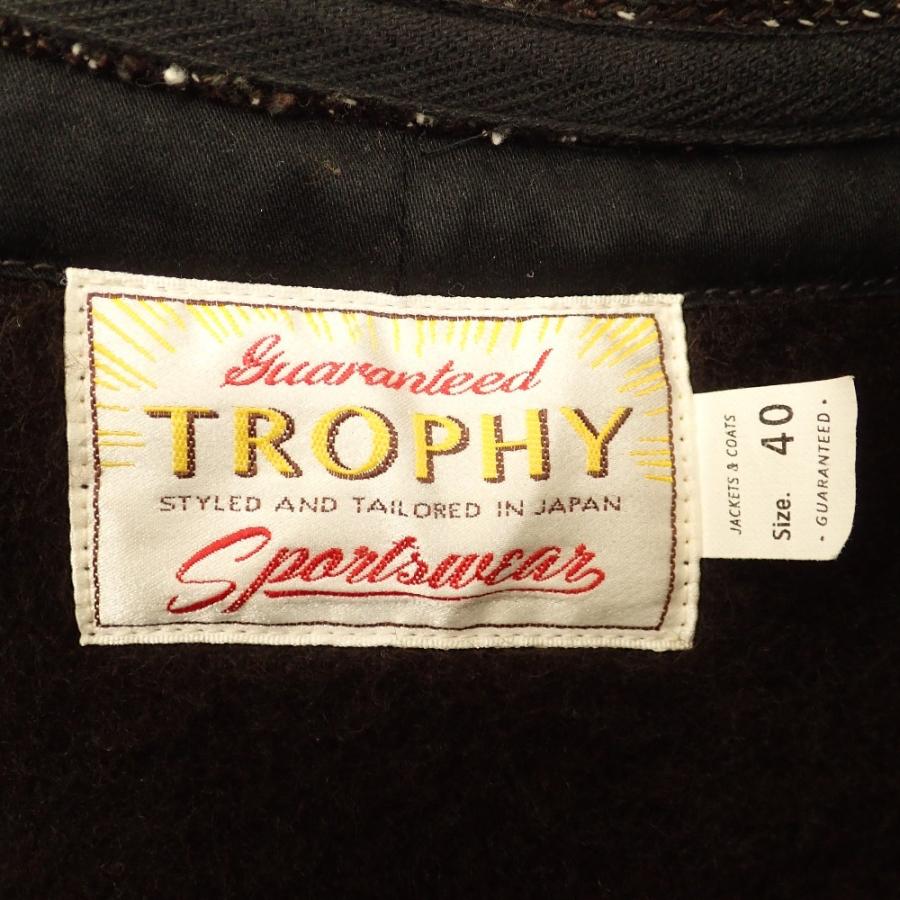 Guaranteed
TROPHY
STYLED AND TAILORED IN JAPAN
Sportswear
JACKETS & COATS
Size. 40
• GUARANTEED •